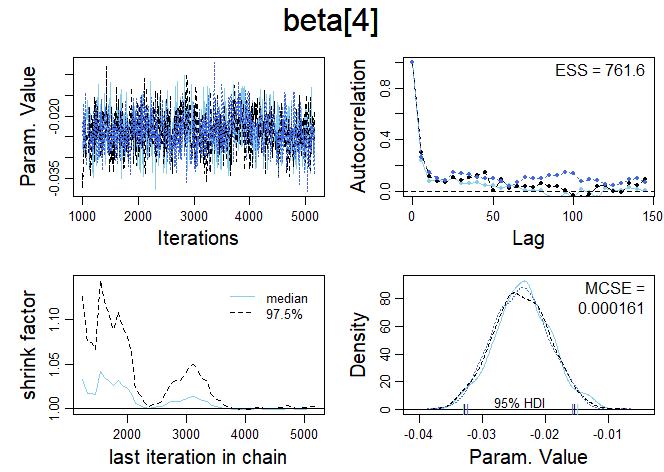 beta[4]
Param. Value
-0.035
-0.020
1000 2000 3000 4000 5000
Iterations
Autocorrelation
0.0
0.4
0.8
ESS = 761.6
0 50 100 150
Lag
shrink factor
1.00
1.05
1.10
median
97.5%
2000 3000 4000 5000
last iteration in chain
Density
0
20
40
60
80
MCSE =
0.000161
95% HDI
-0.04 -0.03 -0.02 -0.01
Param. Value